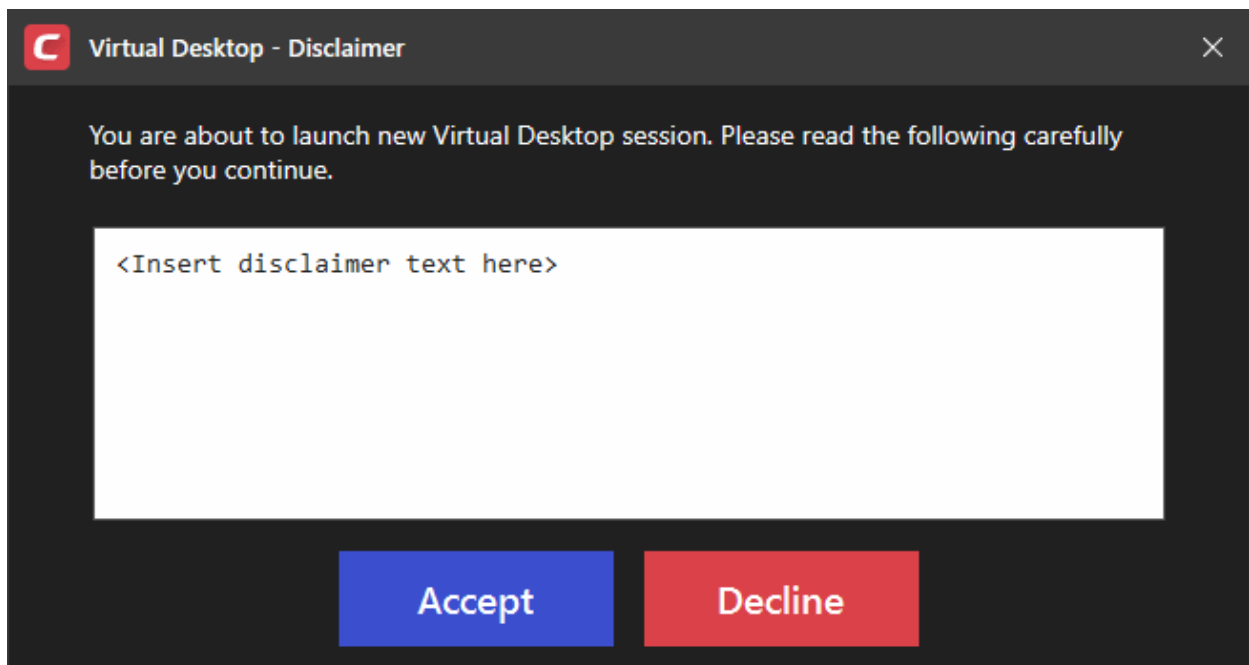 Virtual Desktop - Disclaimer
You are about to launch new Virtual Desktop session. Please read the following carefully
before you continue.
<Insert disclaimer text here>
Accept
Decline